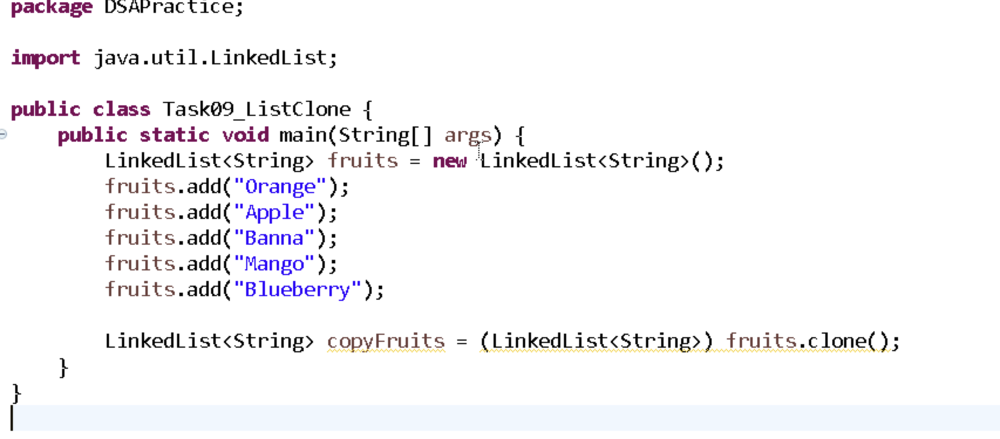 package DSAPractice;
import java.util.LinkedList;
public class Task09_ListClone {
public static void main(String[] args) {
LinkedList<String> fruits = new LinkedList<String>();
fruits.add("Orange");
fruits.add("Apple");
fruits.add("Banna");
fruits.add("Mango");
fruits.add("Blueberry");
LinkedList<String> copyFruits = (LinkedList<String>) fruits.clone();
}
}